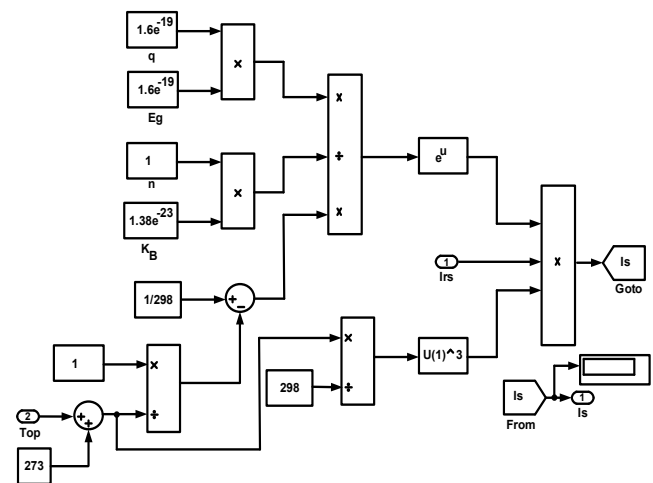 1.6e-19
q
x
1.6e-19
Eg
x
÷
x
e^u
1
n
x
1.38e-23
K_B
1
Irs
x
Is
Goto
1/298
+
−
1
x
÷
x
÷
298
U(1)^3
Is
From
1
Is
2
Top
+
+
273